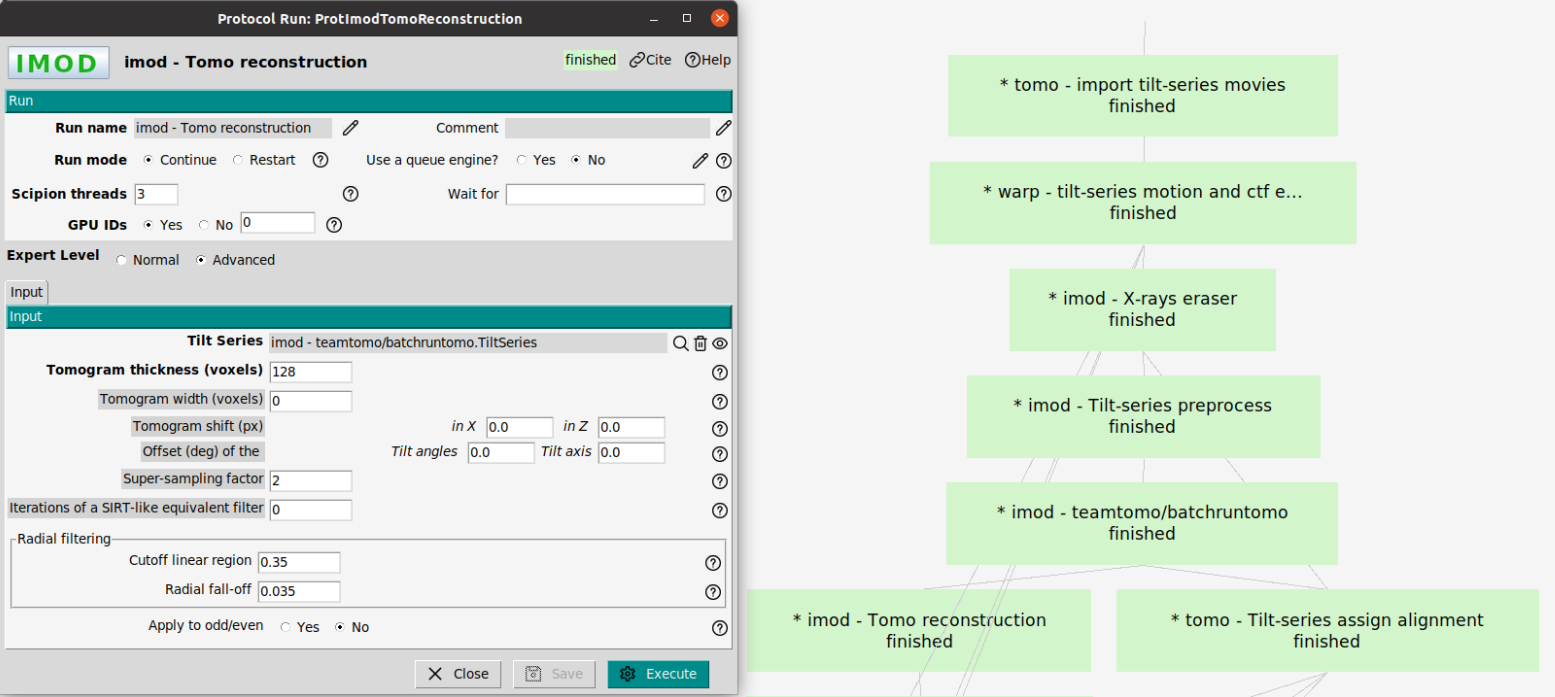 Protocol Run: ProtImodTomoReconstruction
IMOD imod - Tomo reconstruction finished Cite Help
Run
Run name imod - Tomo reconstruction Comment
Run mode Continue Restart Use a queue engine? Yes No
Scipion threads 3 Wait for
GPU IDs Yes No 0
Expert Level Normal Advanced
Input
Input
Tilt Series imod - teamtomo/batchruntomo.TiltSeries
Tomogram thickness (voxels) 128
Tomogram width (voxels) 0
Tomogram shift (px) in X 0.0 in Z 0.0
Offset (deg) of the Tilt angles 0.0 Tilt axis 0.0
Super-sampling factor 2
Iterations of a SIRT-like equivalent filter 0
Radial filtering
Cutoff linear region 0.35
Radial fall-off 0.035
Apply to odd/even Yes No
Close Save Execute
* tomo - import tilt-series movies
finished
* warp - tilt-series motion and ctf e...
finished
* imod - X-rays eraser
finished
* imod - Tilt-series preprocess
finished
* imod - teamtomo/batchruntomo
finished
* imod - Tomo reconstruction
finished
* tomo - Tilt-series assign alignment
finished